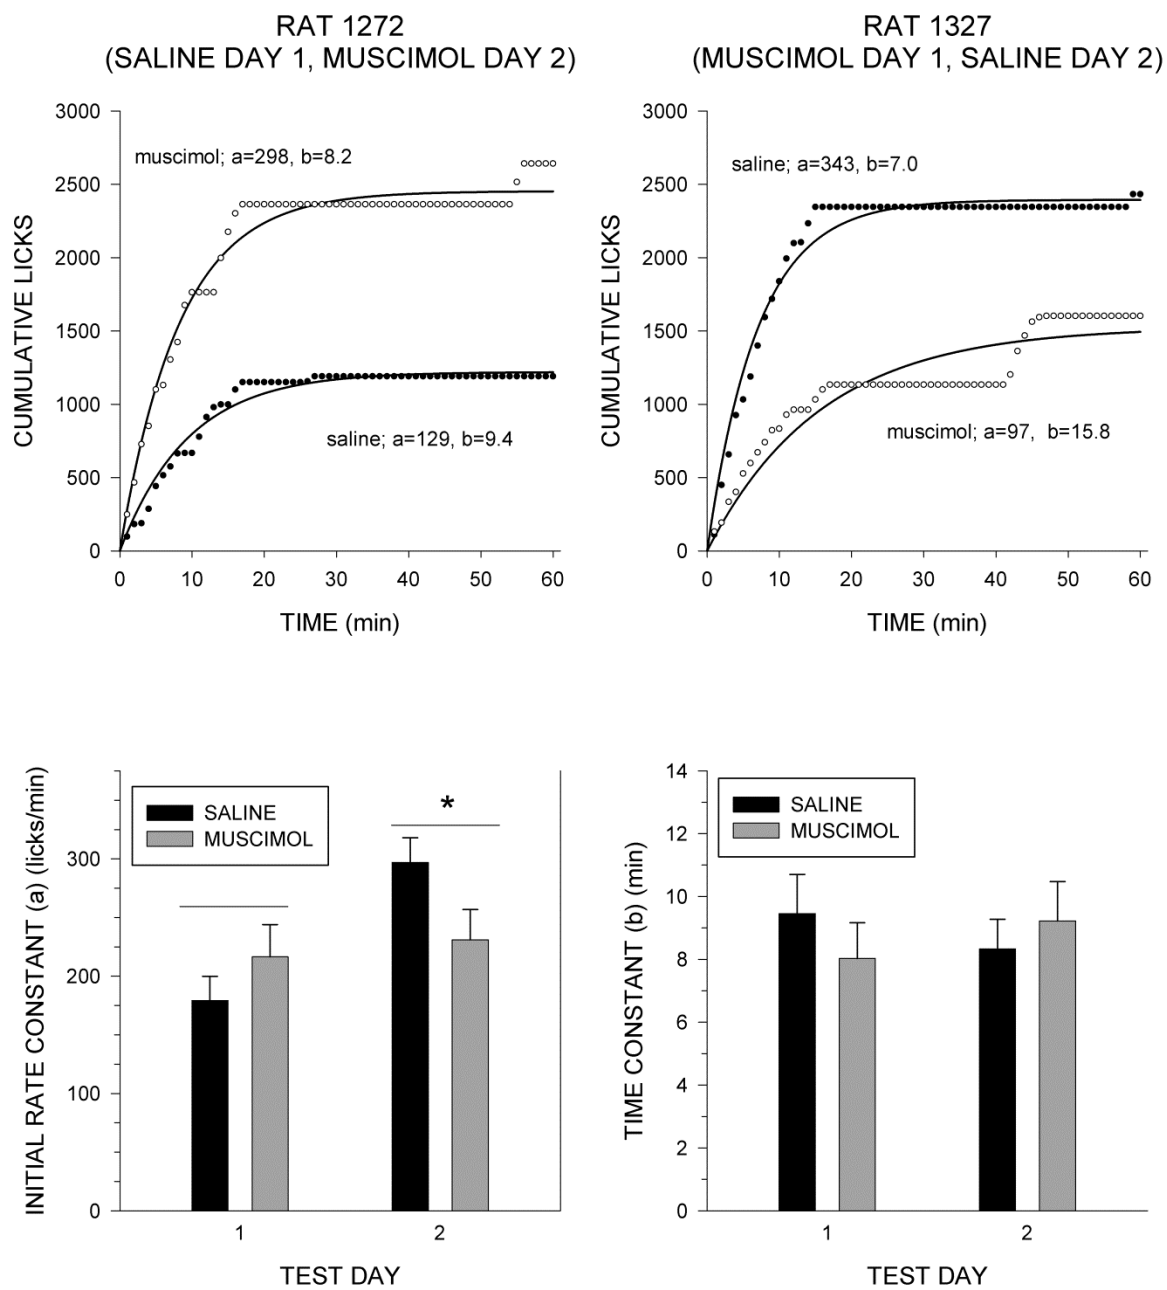 RAT 1272
(SALINE DAY 1, MUSCIMOL DAY 2)
3000
2500
2000
1500
1000
500
0
CUMULATIVE LICKS
muscimol; a=298, b=8.2
saline; a=129, b=9.4
0 10 20 30 40 50 60
TIME (min)
RAT 1327
(MUSCIMOL DAY 1, SALINE DAY 2)
3000
2500
2000
1500
1000
500
0
CUMULATIVE LICKS
saline; a=343, b=7.0
muscimol; a=97, b=15.8
0 10 20 30 40 50 60
TIME (min)
INITIAL RATE CONSTANT (a) (licks/min)
300
200
100
0
SALINE
MUSCIMOL
*
1 2
TEST DAY
TIME CONSTANT (b) (min)
14
12
10
8
6
4
2
0
SALINE
MUSCIMOL
1 2
TEST DAY